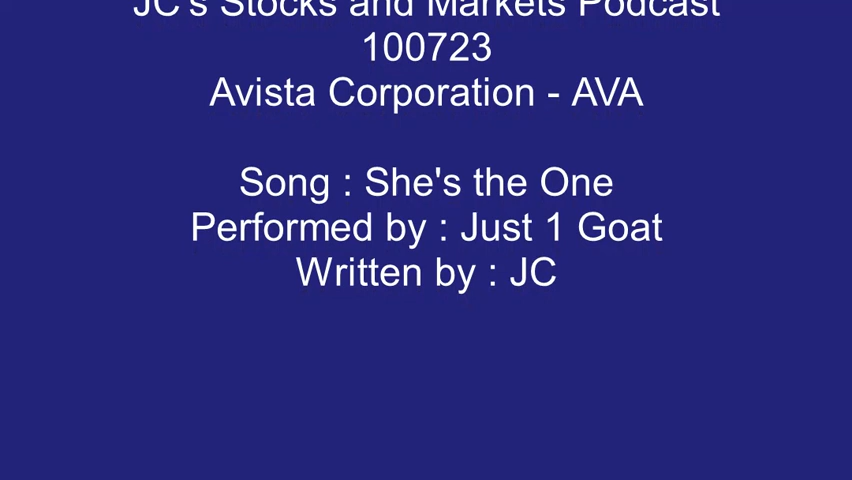 JC's Stocks and Markets Podcast
100723
Avista Corporation - AVA
Song : She's the One
Performed by : Just 1 Goat
Written by : JC